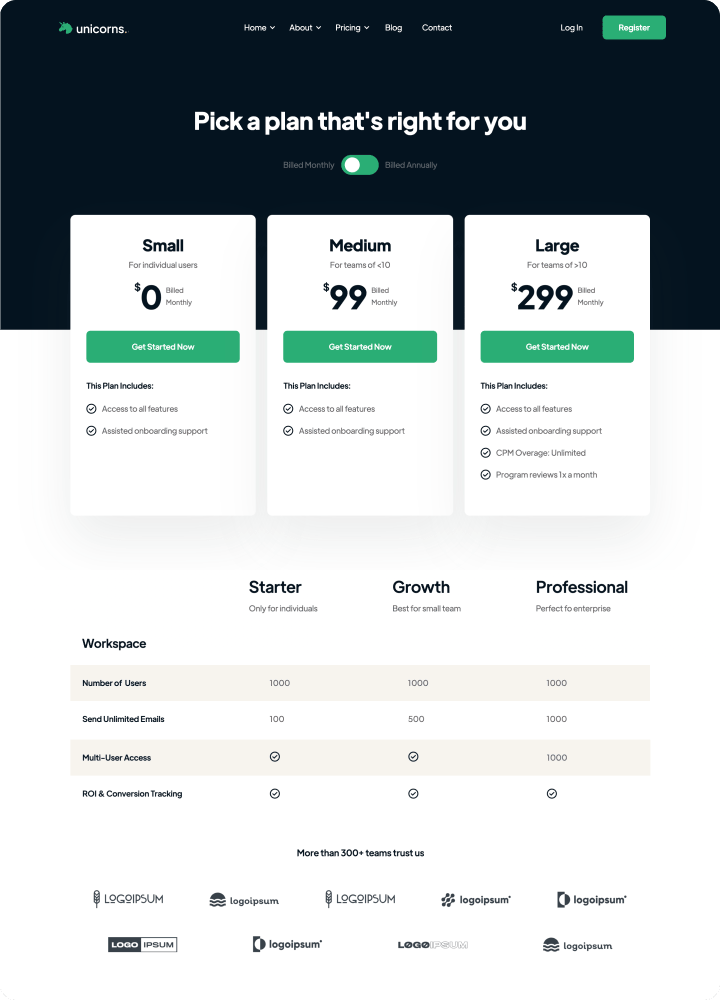 unicorns.
Home About Pricing Blog Contact
Log In
Register
Pick a plan that's right for you
Billed Monthly
Billed Annually
Small
For individual users
$0 Billed
Monthly
Get Started Now
This Plan Includes:
Access to all features
Assisted onboarding support
Medium
For teams of <10
$99 Billed
Monthly
Get Started Now
This Plan Includes:
Access to all features
Assisted onboarding support
Large
For teams of >10
$299 Billed
Monthly
Get Started Now
This Plan Includes:
Access to all features
Assisted onboarding support
CPM Overage: Unlimited
Program reviews 1x a month
Starter
Only for individuals
Growth
Best for small team
Professional
Perfect fo enterprise
Workspace
Number of Users 1000 1000 1000
Send Unlimited Emails 100 500 1000
Multi-User Access 1000
ROI & Conversion Tracking
More than 300+ teams trust us
LOGOIPSUM logoipsum LOGOIPSUM logoipsum logoipsum
LOGO IPSUM logoipsum LOGOIPSUM logoipsum